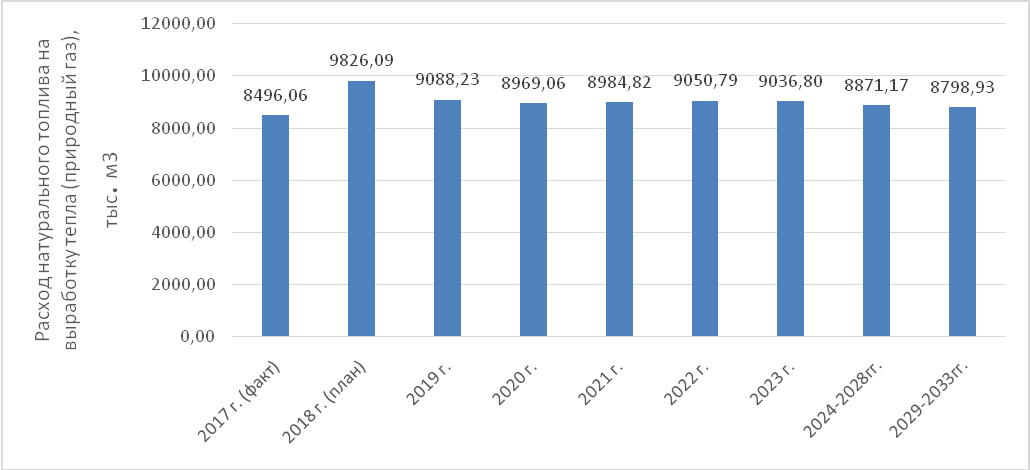 Расход натурального топлива на
выработку тепла (природный газ),
тыс. м3
12000,00
10000,00
8000,00
6000,00
4000,00
2000,00
0,00
8496,06
9826,09
9088,23
8969,06
8984,82
9050,79
9036,80
8871,17
8798,93
2017 г. (факт)
2018 г. (план)
2019 г.
2020 г.
2021 г.
2022 г.
2023 г.
2024-2028гг.
2029-2033гг.